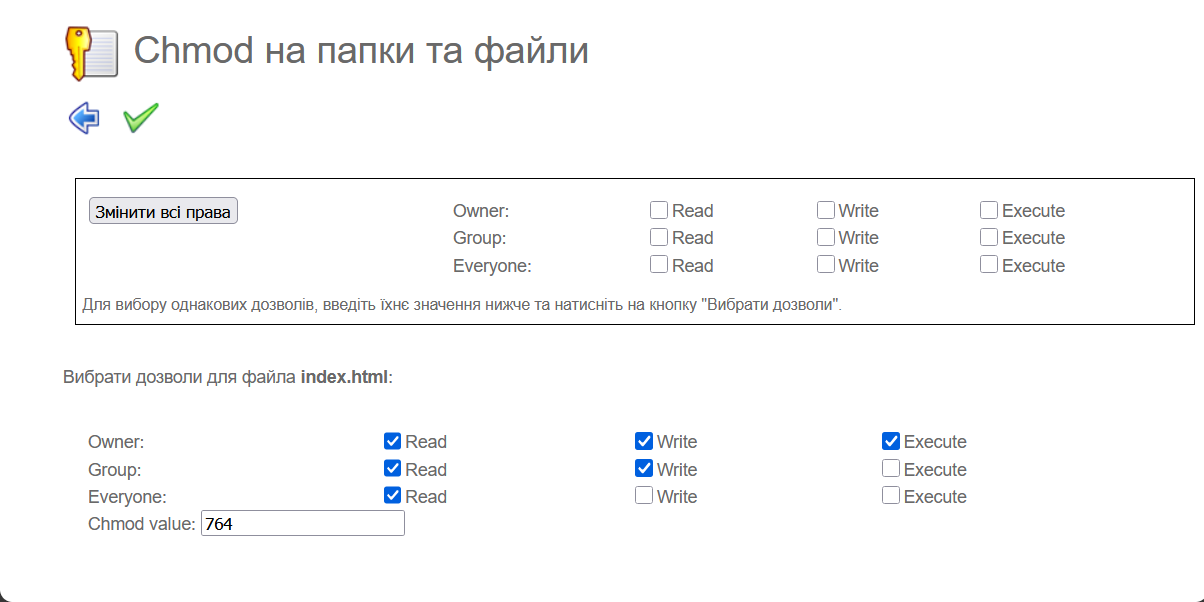 Chmod на папки та файли
Змінити всі права
Owner: Read Write Execute
Group: Read Write Execute
Everyone: Read Write Execute
Для вибору однакових дозволів, введіть їхнє значення нижче та натисніть на кнопку "Вибрати дозволи".
Вибрати дозволи для файла index.html:
Owner: Read Write Execute
Group: Read Write Execute
Everyone: Read Write Execute
Chmod value: 764